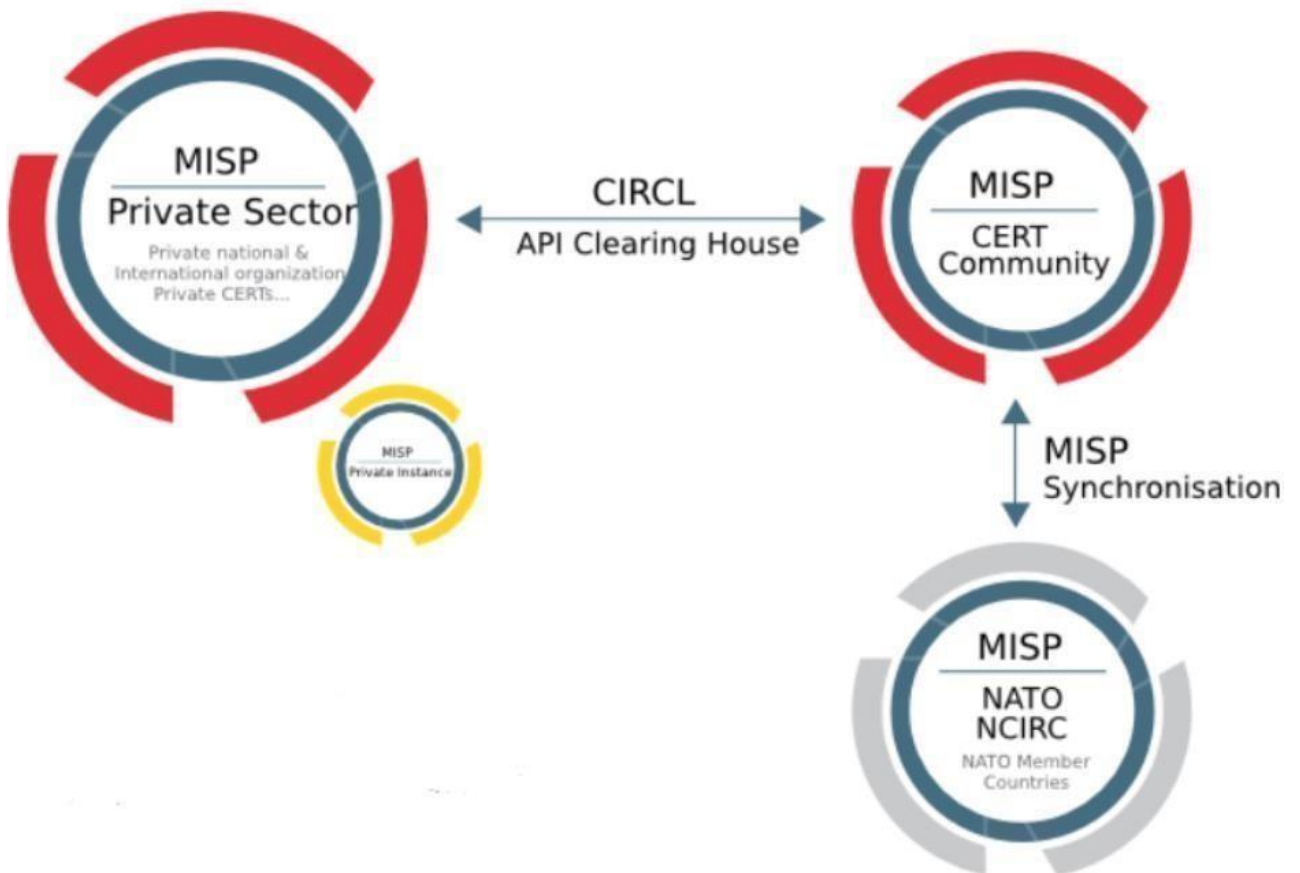 MISP
Private Sector
Private national &
International organization
Private CERTs...
CIRCL
API Clearing House
MISP
CERT
Community
MISP
Private Instance
MISP
Synchronisation
MISP
NATO
NCIRC
NATO Member
Countries